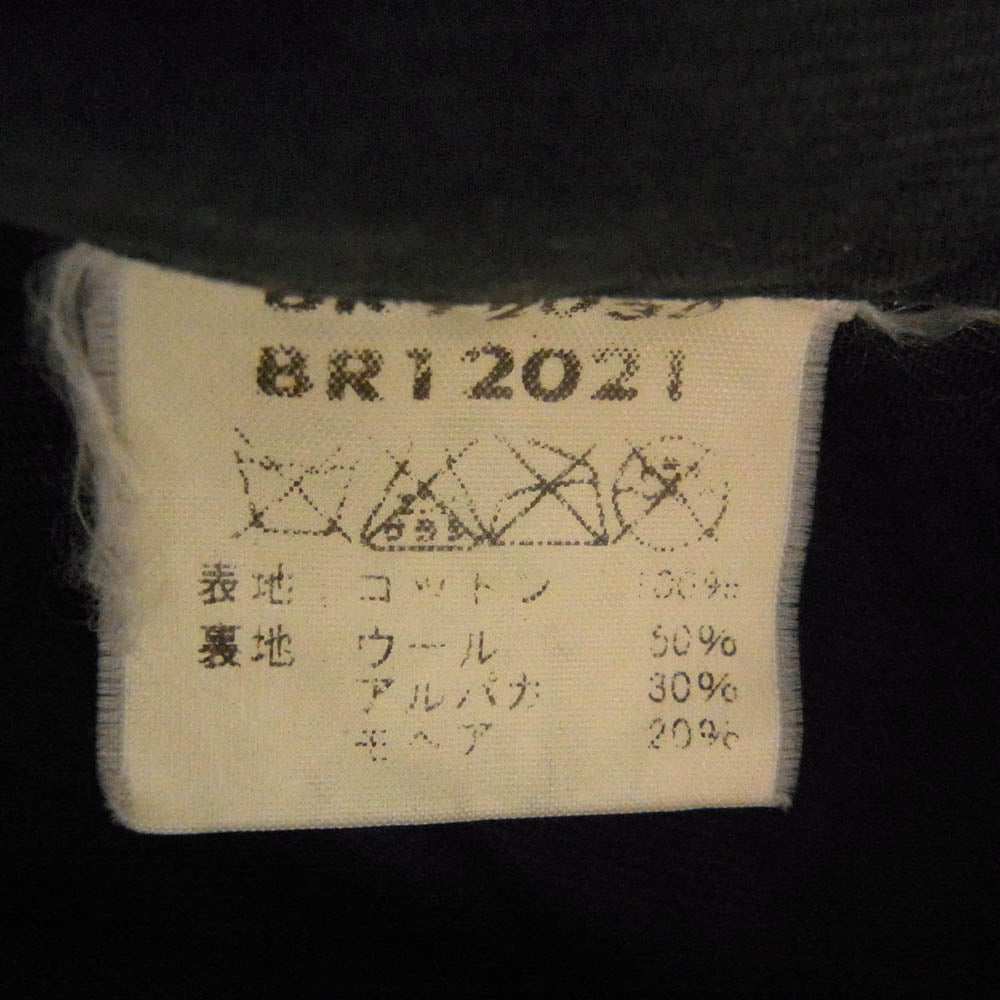 BR12021
表地 コットン 100%
裏地 ウール 50%
アルパカ 30%
モヘア 20%